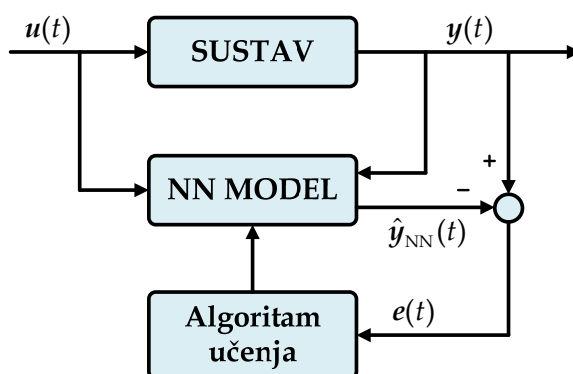 u(t)
SUSTAV
y(t)
+
NN MODEL
−
ŷNN(t)
Algoritam
učenja
e(t)